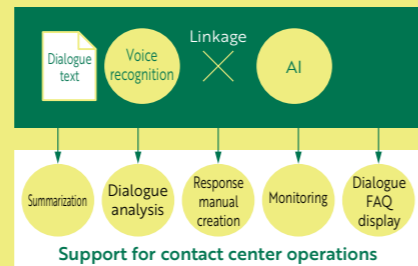 Linkage
Dialogue
text
Voice
recognition
AI
Summarization
Dialogue
analysis
Response
manual
creation
Monitoring
Dialogue
FAQ
display
Support for contact center operations